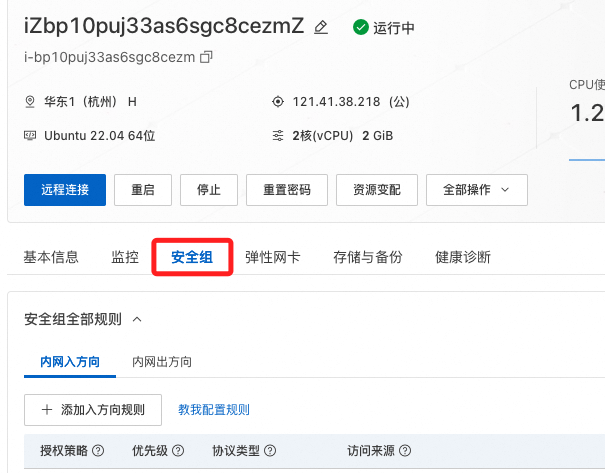 iZbp10puj33as6sgc8cezmZ 运行中
i-bp10puj33as6sgc8cezm
CPU使
华东1（杭州） H 121.41.38.218 （公）
1.2
Ubuntu 22.04 64位 2核(vCPU) 2 GiB
远程连接 重启 停止 重置密码 资源变配 全部操作
基本信息 监控 安全组 弹性网卡 存储与备份 健康诊断
安全组全部规则
内网入方向 内网出方向
添加入方向规则 教我配置规则
授权策略 优先级 协议类型 访问来源